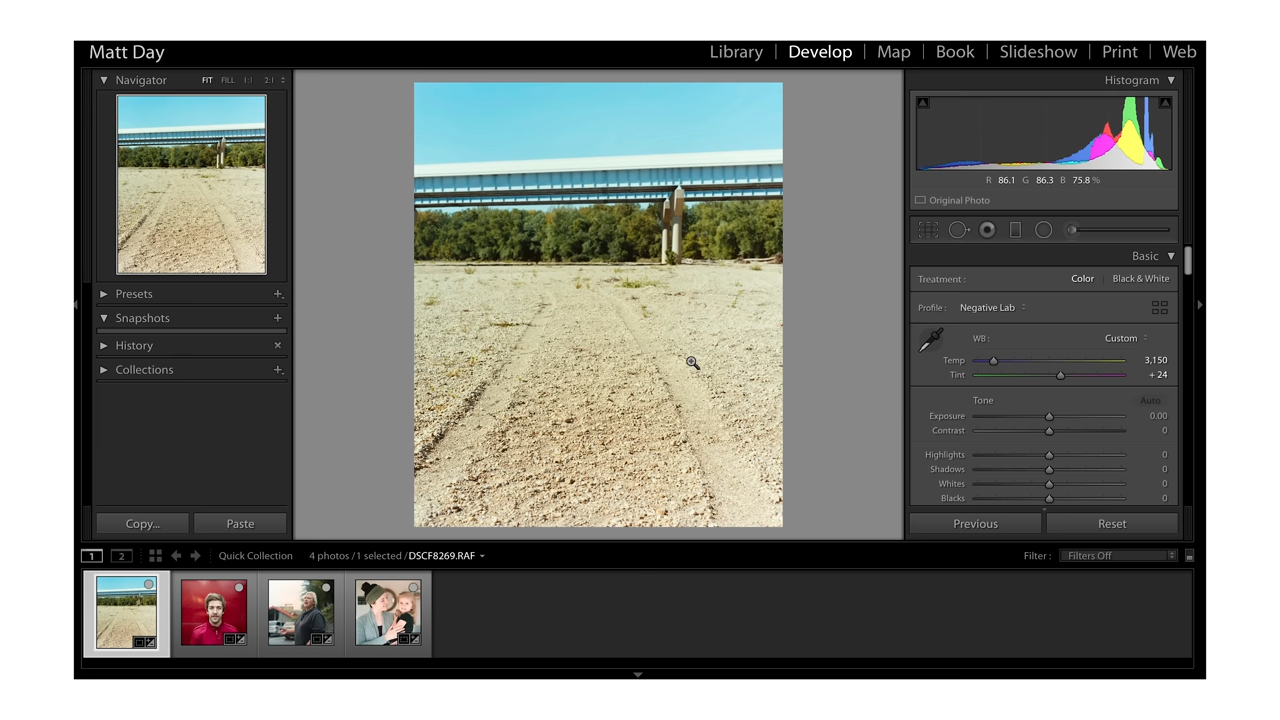 Matt Day
Library | Develop | Map | Book | Slideshow | Print | Web
Navigator FIT FILL 1:1 2:1
Presets
Snapshots
History
Collections
Copy... Paste
Histogram
R 86.1 G 86.3 B 75.8 %
Original Photo
Basic
Treatment : Color Black & White
Profile : Negative Lab
WB : Custom
Temp 3,150
Tint + 24
Tone Auto
Exposure 0.00
Contrast 0
Highlights 0
Shadows 0
Whites 0
Blacks 0
Previous Reset
1 2 Quick Collection 4 photos / 1 selected / DSCF8269.RAF Filter : Filters Off